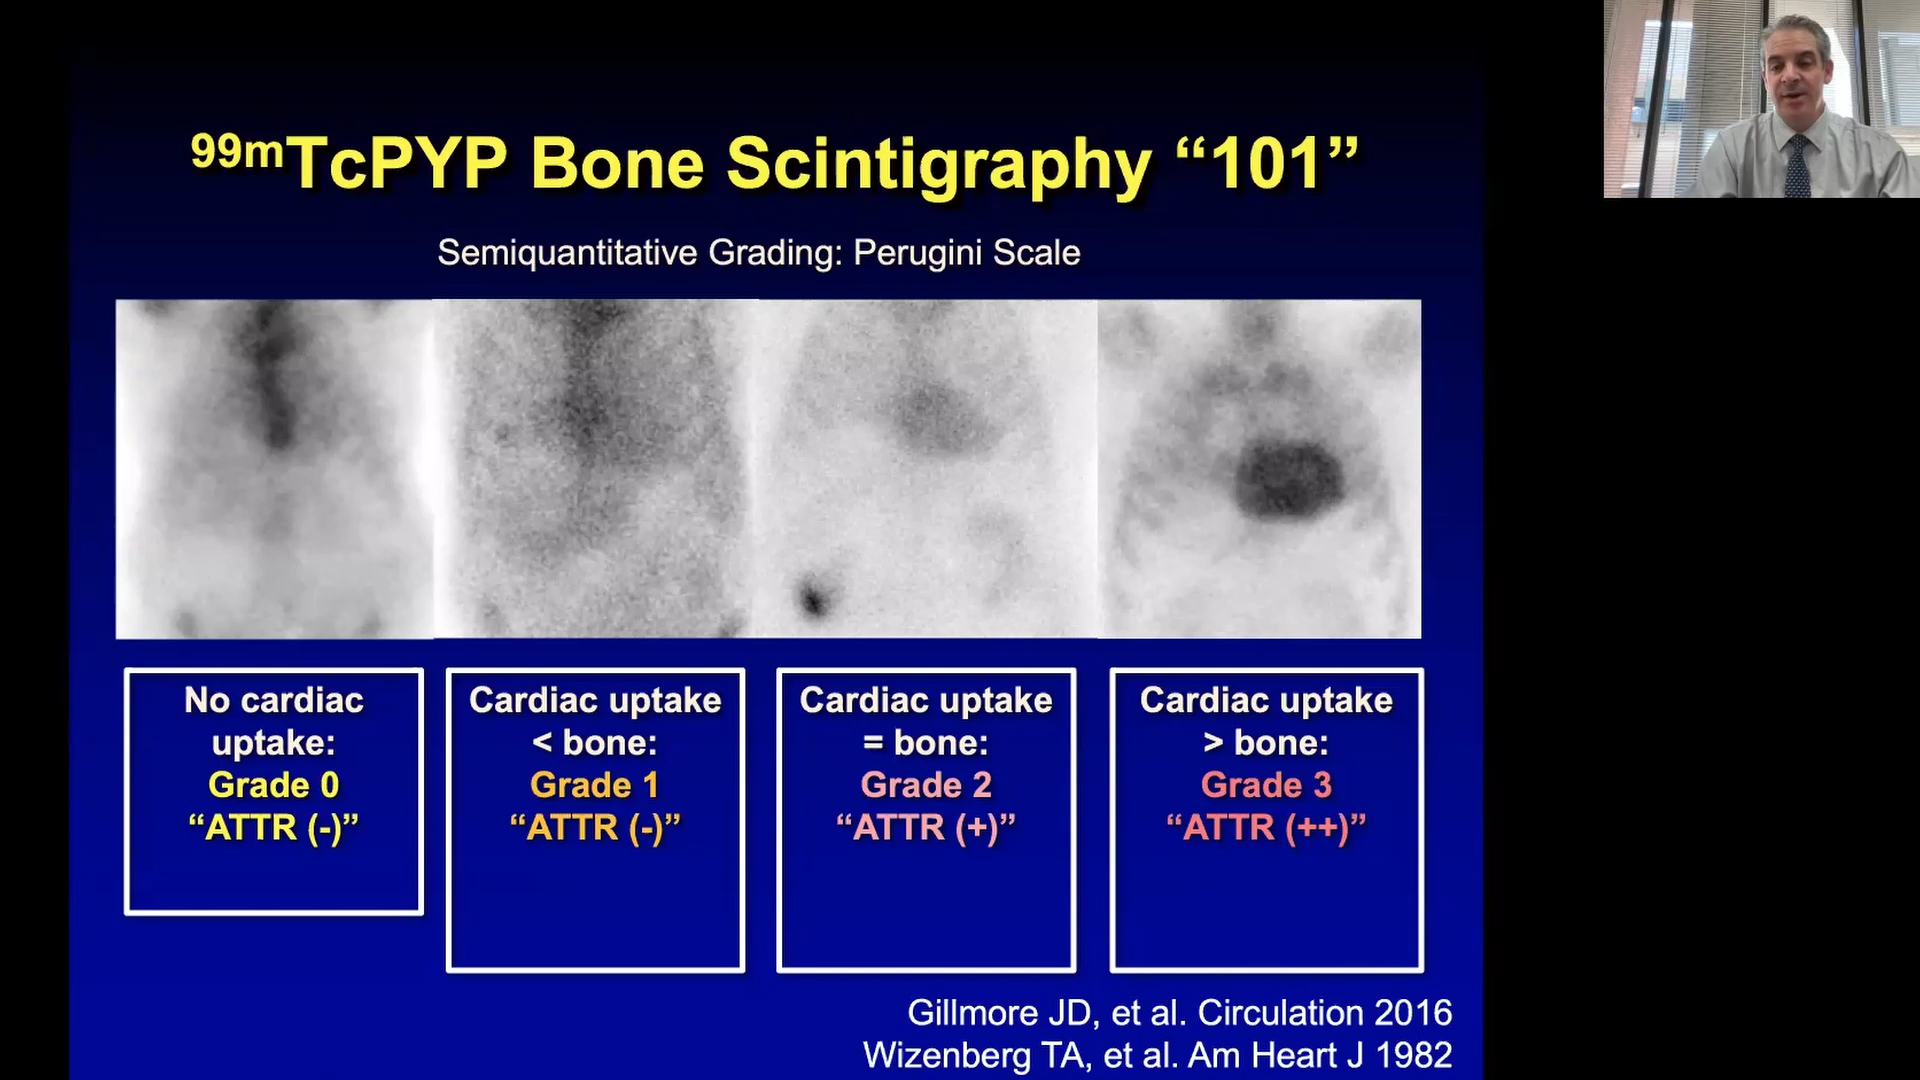 99mTcPYP Bone Scintigraphy “101”
Semiquantitative Grading: Perugini Scale
No cardiac
uptake:
Grade 0
“ATTR (-)”
Cardiac uptake
< bone:
Grade 1
“ATTR (-)”
Cardiac uptake
= bone:
Grade 2
“ATTR (+)”
Cardiac uptake
> bone:
Grade 3
“ATTR (++)”
Gillmore JD, et al. Circulation 2016
Wizenberg TA, et al. Am Heart J 1982